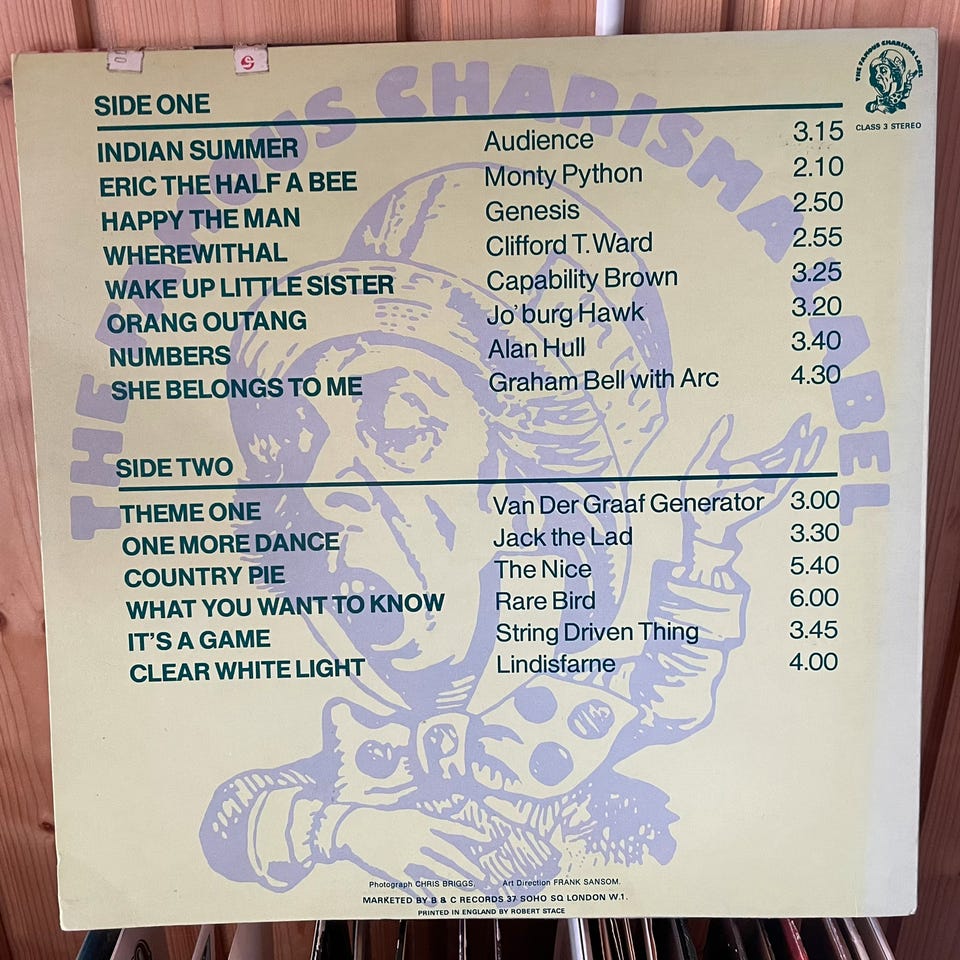 THE FAMOUS CHARISMA LABEL
THE FAMOUS CHARISMA LABEL
CLASS 3 STEREO
SIDE ONE
INDIAN SUMMER Audience 3.15
ERIC THE HALF A BEE Monty Python 2.10
HAPPY THE MAN Genesis 2.50
WHEREWITHAL Clifford T. Ward 2.55
WAKE UP LITTLE SISTER Capability Brown 3.25
ORANG OUTANG Jo'burg Hawk 3.20
NUMBERS Alan Hull 3.40
SHE BELONGS TO ME Graham Bell with Arc 4.30
SIDE TWO
THEME ONE Van Der Graaf Generator 3.00
ONE MORE DANCE Jack the Lad 3.30
COUNTRY PIE The Nice 5.40
WHAT YOU WANT TO KNOW Rare Bird 6.00
IT'S A GAME String Driven Thing 3.45
CLEAR WHITE LIGHT Lindisfarne 4.00
Photograph CHRIS BRIGGS. Art Direction FRANK SANSOM.
MARKETED BY B & C RECORDS 37 SOHO SQ LONDON W.1.
PRINTED IN ENGLAND BY ROBERT STACE